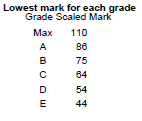 Lowest mark for each grade
Grade Scaled Mark
Max 110
A 86
B 75
C 64
D 54
E 44